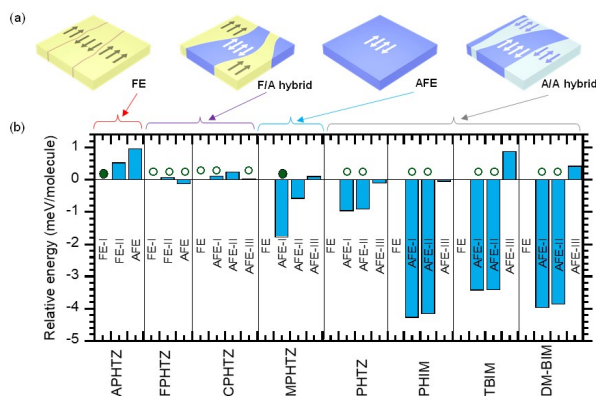 (a)
FE
F/A hybrid
AFE
A/A hybrid
(b)
Relative energy (meV/molecule)
1
0
-1
-2
-3
-4
-5
FE-I
FE-II
AFE
FE-I
FE-II
AFE
FE
AFE-I
AFE-II
AFE-III
FE
AFE-I
AFE-II
AFE-III
FE
AFE-I
AFE-II
AFE-III
FE
AFE-I
AFE-II
AFE-III
FE
AFE-I
AFE-II
AFE-III
FE
AFE-I
AFE-II
AFE-III
APHTZ
FPHTZ
CPHTZ
MPHTZ
PHTZ
PHIM
TBIM
DM-BIM